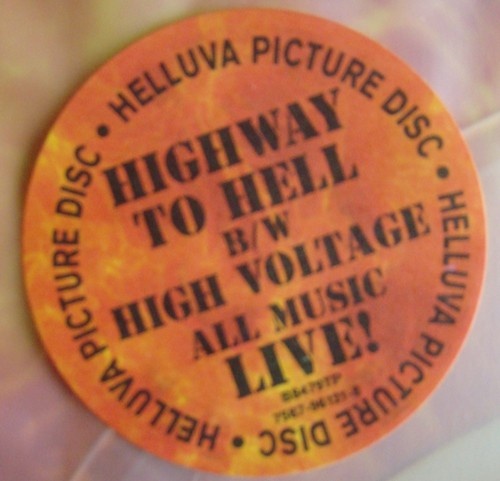 HELLUVA PICTURE DISC • HELLUVA PICTURE DISC • HELLUVA PICTURE DISC •
HIGHWAY
TO HELL
B/W
HIGH VOLTAGE
ALL MUSIC
LIVE!